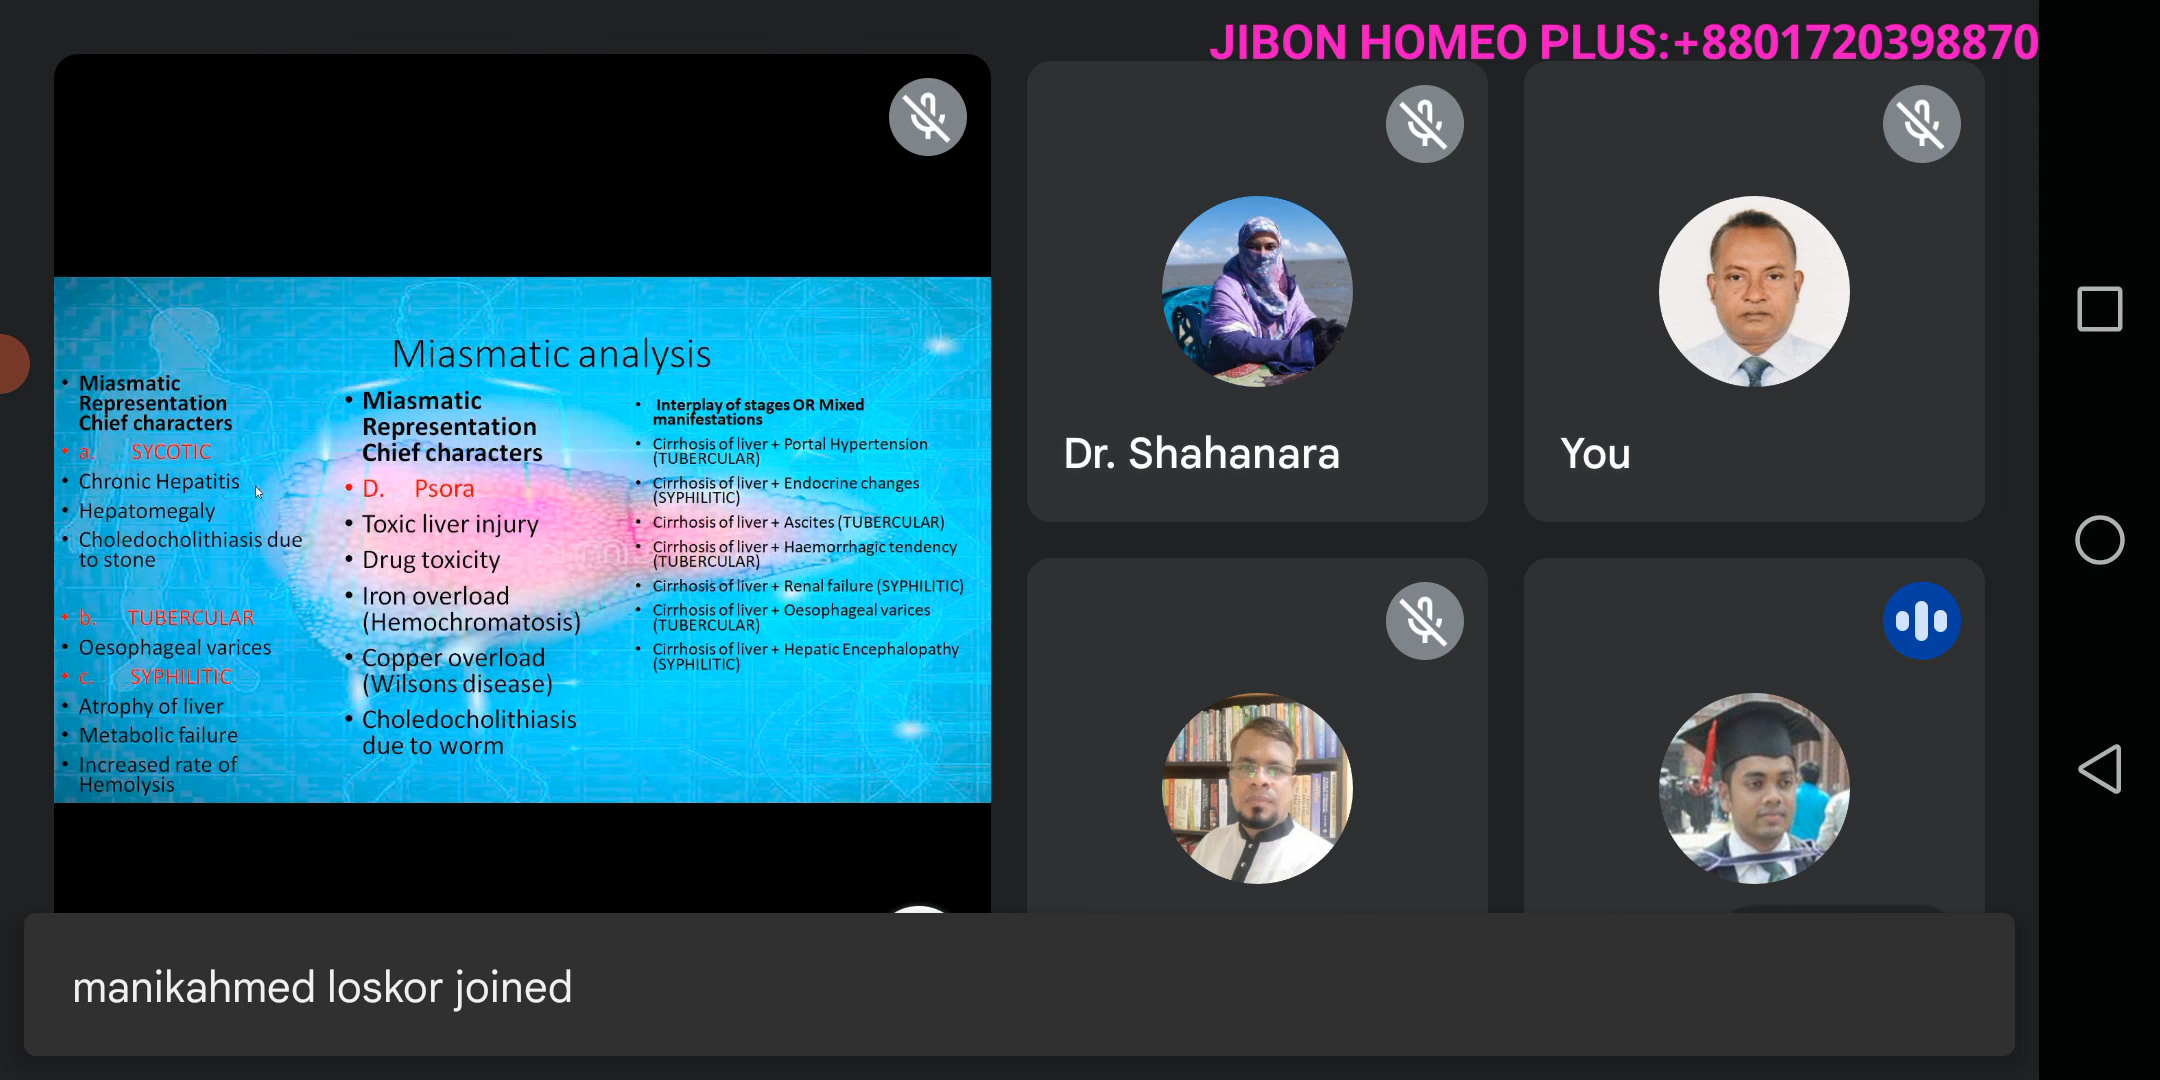 JIBON HOMEO PLUS:+8801720398870
Miasmatic analysis
• Miasmatic
Representation
Chief characters
• a. SYCOTIC
• Chronic Hepatitis
• Hepatomegaly
• Choledocholithiasis due
to stone
• b. TUBERCULAR
• Oesophageal varices
• c. SYPHILITIC
• Atrophy of liver
• Metabolic failure
• Increased rate of
Hemolysis
• Miasmatic
Representation
Chief characters
• D. Psora
• Toxic liver injury
• Drug toxicity
• Iron overload
(Hemochromatosis)
• Copper overload
(Wilsons disease)
• Choledocholithiasis
due to worm
• Interplay of stages OR Mixed
manifestations
• Cirrhosis of liver + Portal Hypertension
(TUBERCULAR)
• Cirrhosis of liver + Endocrine changes
(SYPHILITIC)
• Cirrhosis of liver + Ascites (TUBERCULAR)
• Cirrhosis of liver + Haemorrhagic tendency
(TUBERCULAR)
• Cirrhosis of liver + Renal failure (SYPHILITIC)
• Cirrhosis of liver + Oesophageal varices
(TUBERCULAR)
• Cirrhosis of liver + Hepatic Encephalopathy
(SYPHILITIC)
Dr. Shahanara
You
manikahmed loskor joined